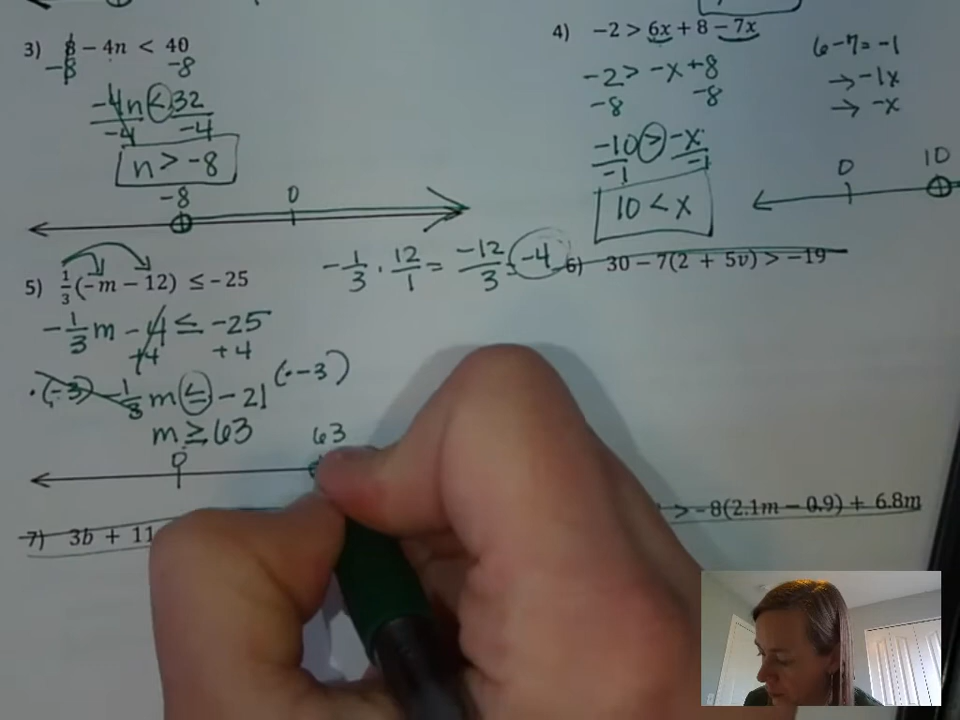 3) 8 − 4n < 40
−8 −8
−4n < 32
−4 −4
n > −8
−8 0
4) −2 > 6x + 8 − 7x
−2 > −x +8
−8 −8
−10 > −x
−1 −1
10 < x
6−7=−1
→ −1x
→ −x
0 10
5) 1/3(−m − 12) ≤ −25
−1/3 m − 4 ≤ −25
+4 +4
·(−3) −1/3 m ≤ −21 (·−3)
m ≥ 63
0 63
−1/3 · 12/1 = −12/3 = −4
6) 30 − 7(2 + 5v) > −19
7) 3b + 11
> −8(2.1m − 0.9) + 6.8m